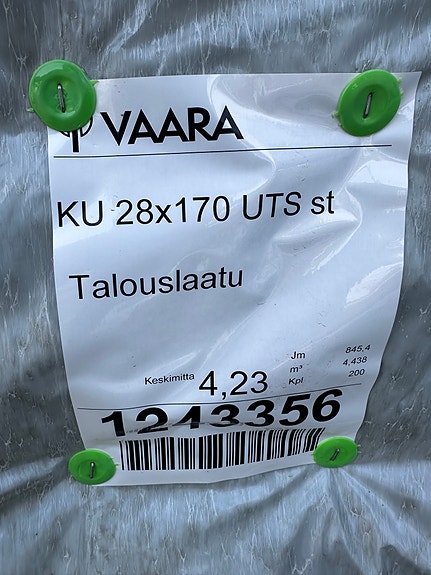 VAARA
KU 28x170 UTS st
Talouslaatu
Keskimitta 4,23
Jm 845,4
m³ 4,438
Kpl 200
1243356